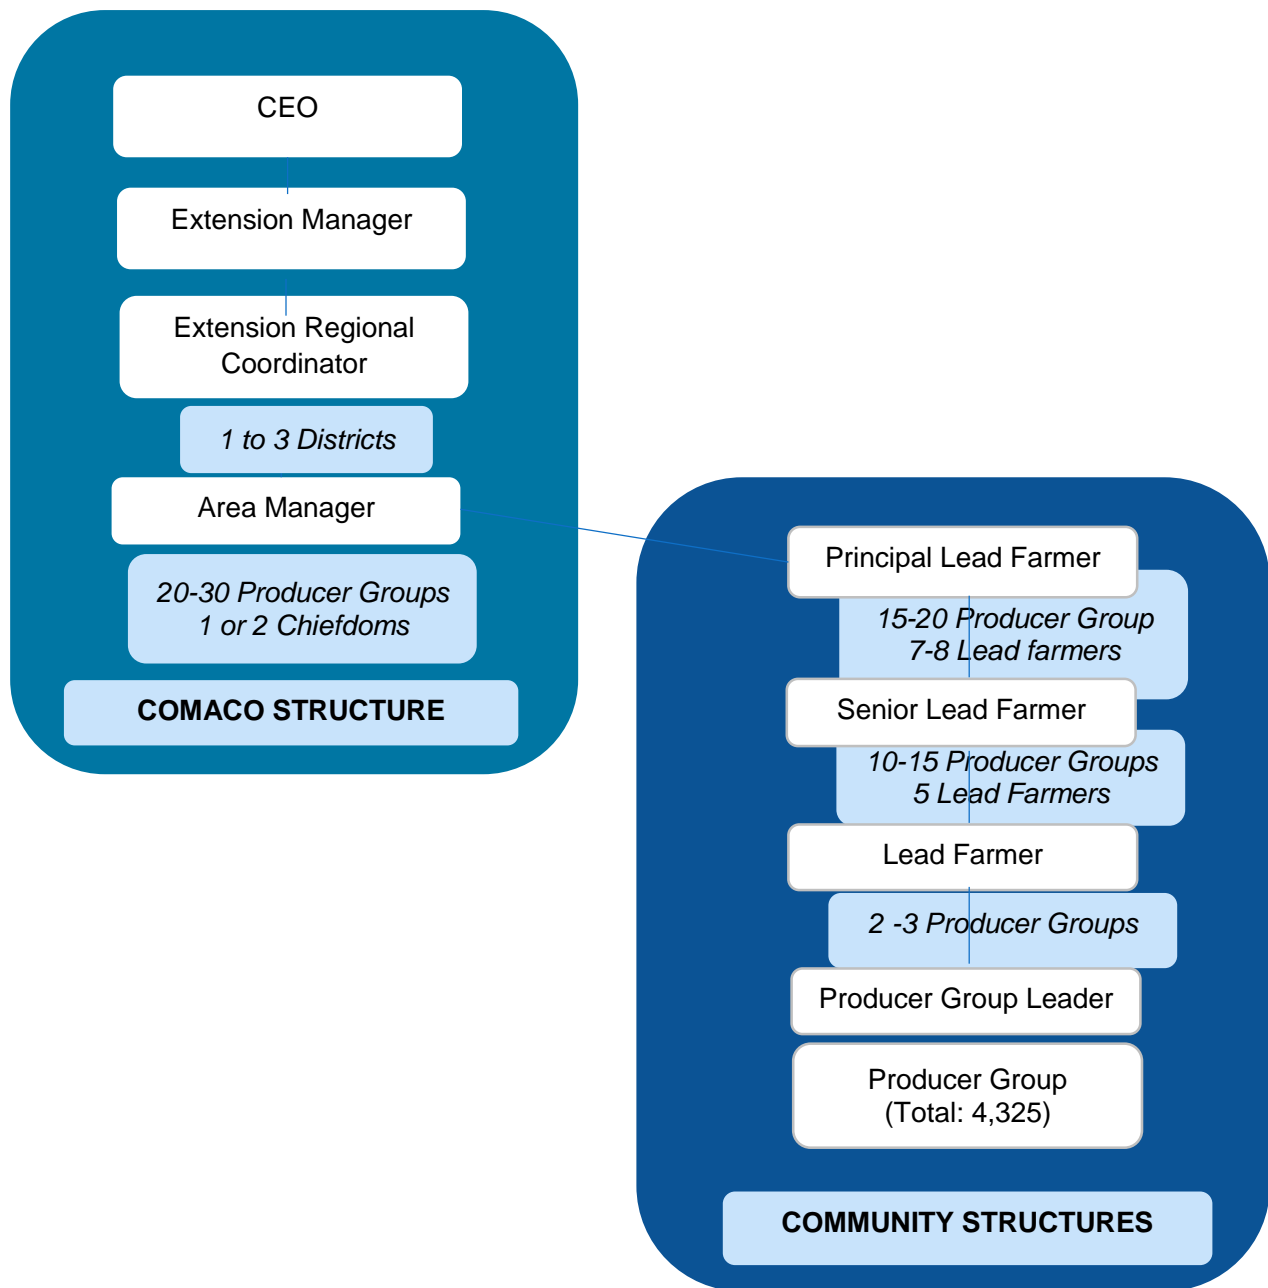 CEO
Extension Manager
Extension Regional
Coordinator
1 to 3 Districts
Area Manager
20-30 Producer Groups
1 or 2 Chiefdoms
COMACO STRUCTURE
Principal Lead Farmer
15-20 Producer Group
7-8 Lead farmers
Senior Lead Farmer
10-15 Producer Groups
5 Lead Farmers
Lead Farmer
2 -3 Producer Groups
Producer Group Leader
Producer Group
(Total: 4,325)
COMMUNITY STRUCTURES